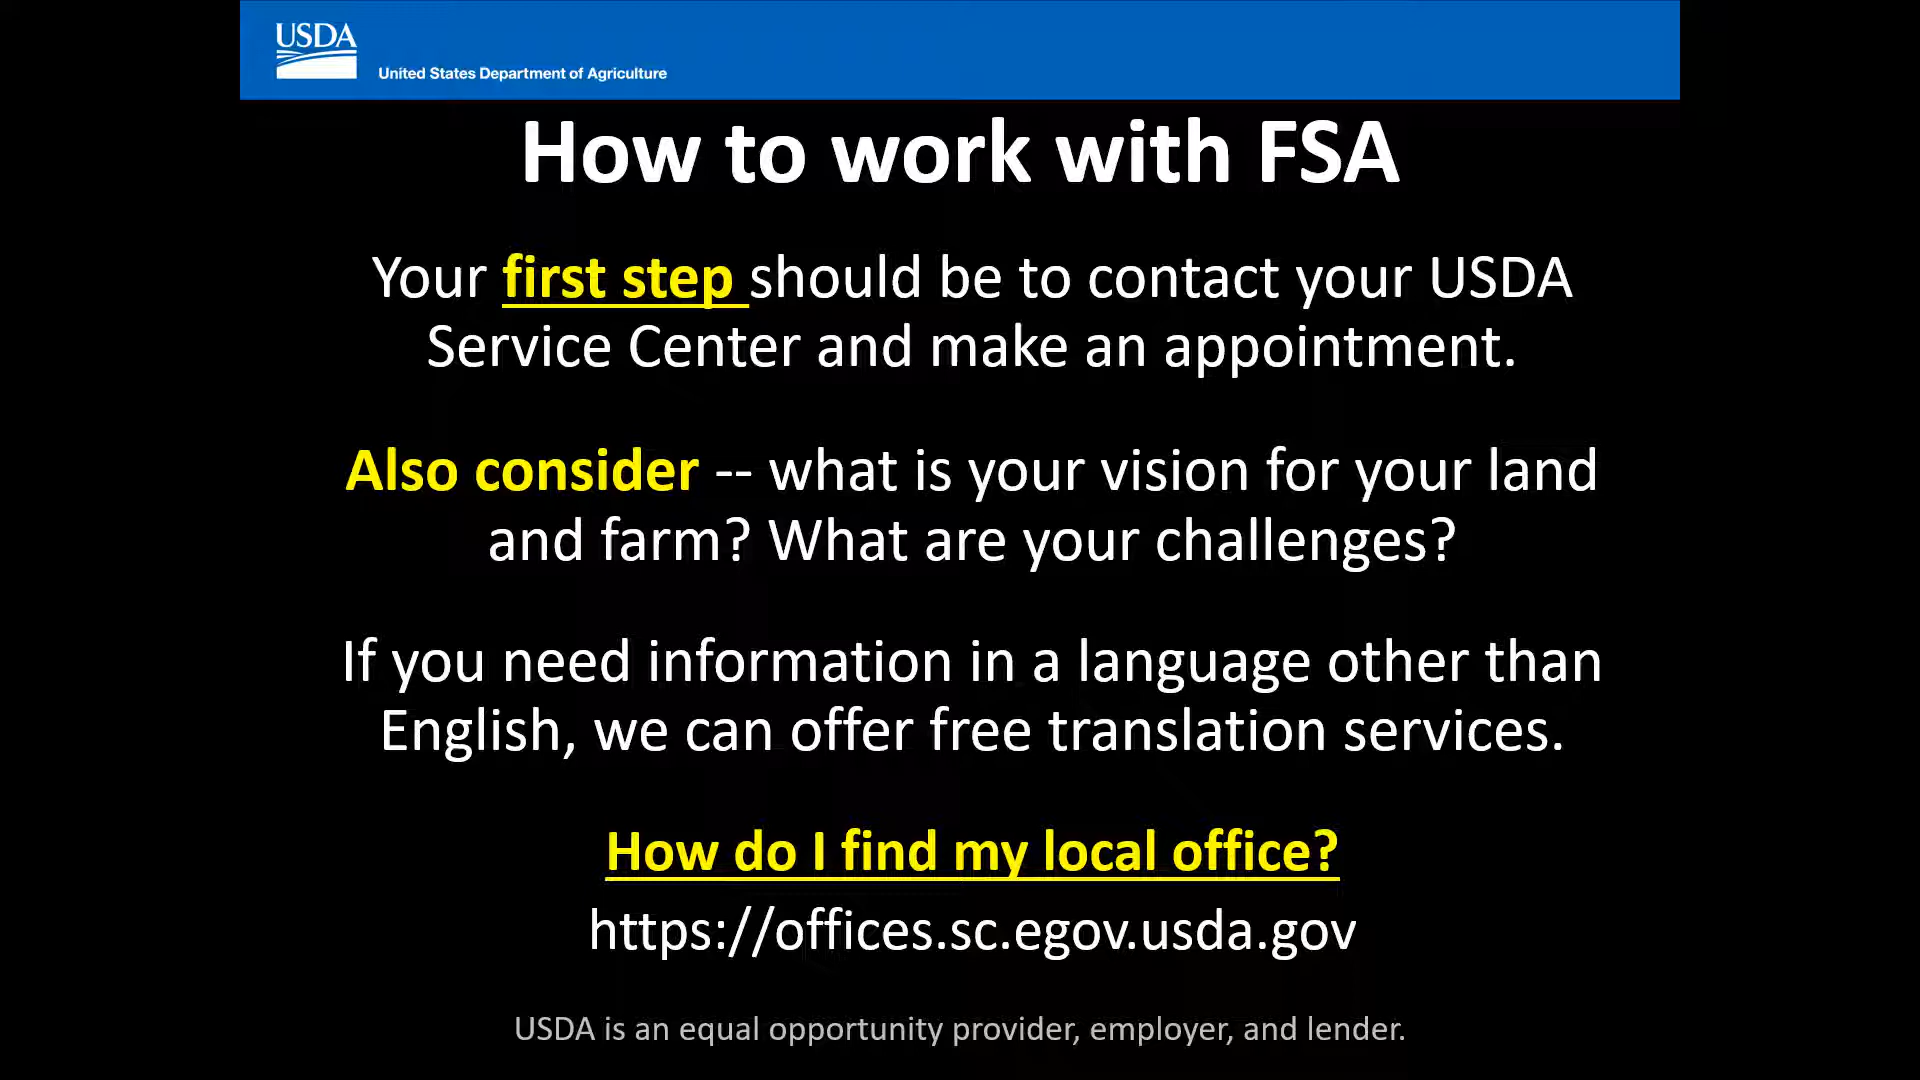 USDA
United States Department of Agriculture
How to work with FSA
Your first step should be to contact your USDA
Service Center and make an appointment.
Also consider -- what is your vision for your land
and farm? What are your challenges?
If you need information in a language other than
English, we can offer free translation services.
How do I find my local office?
https://offices.sc.egov.usda.gov
USDA is an equal opportunity provider, employer, and lender.